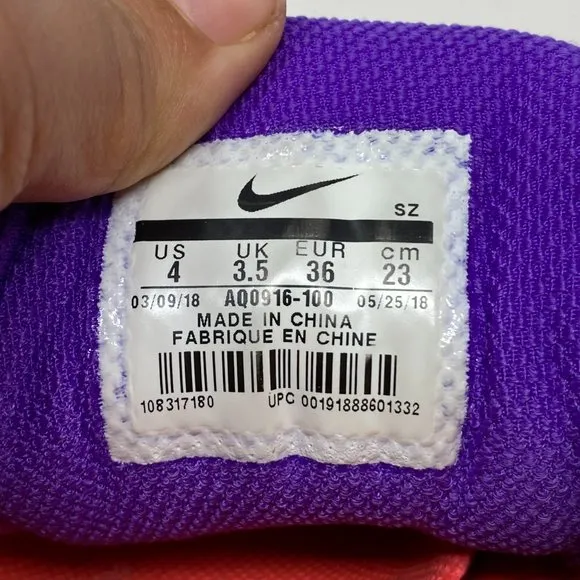 SZ
US UK EUR cm
4 3.5 36 23
03/09/18 AQ0916-100 05/25/18
MADE IN CHINA
FABRIQUE EN CHINE
108317180 UPC 00191888601332